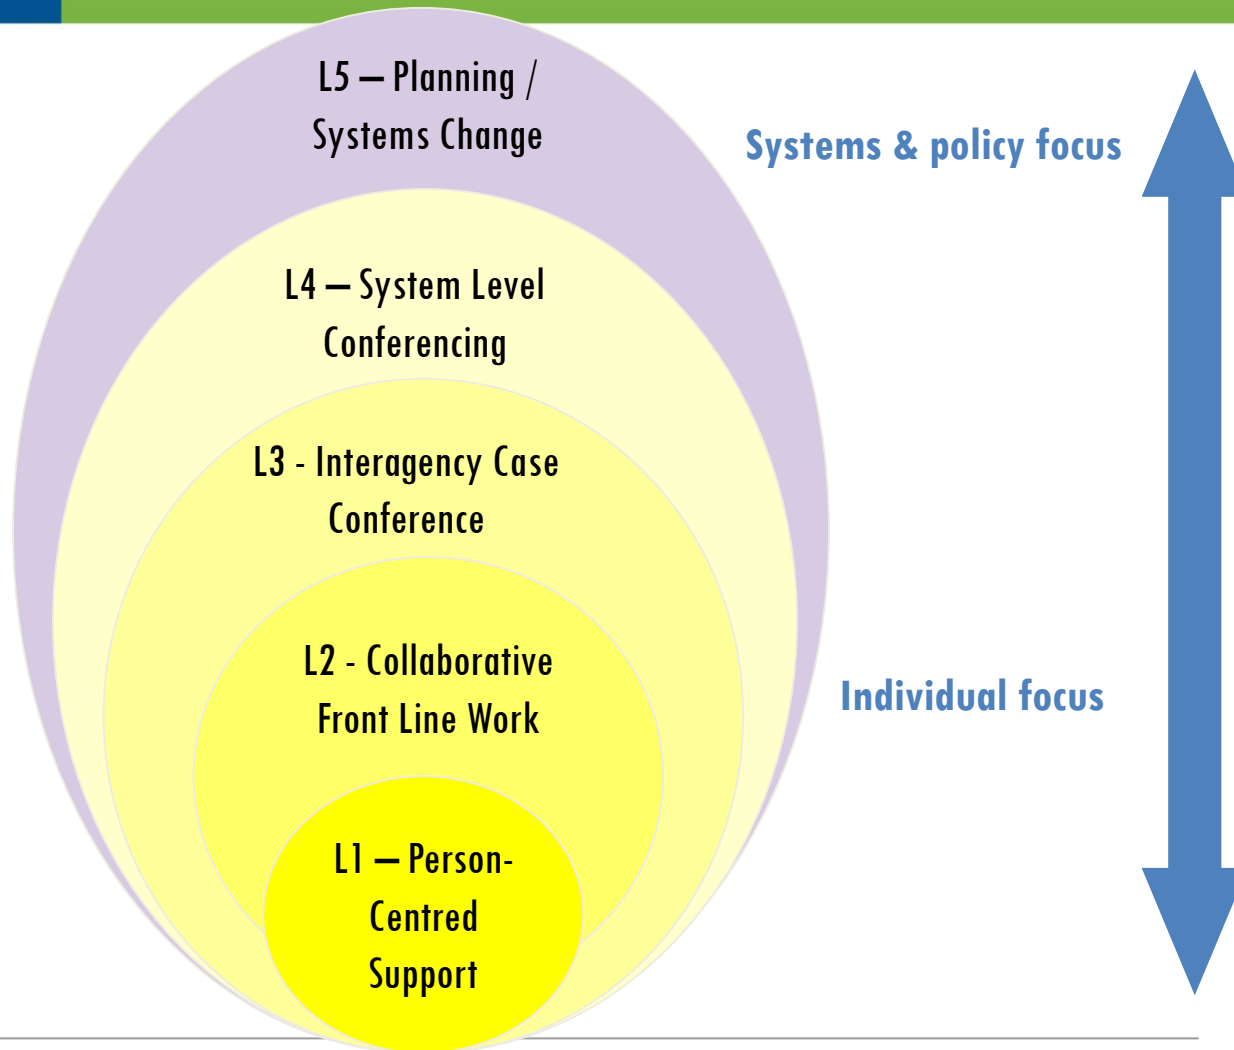 L5 – Planning /
Systems Change
Systems & policy focus
L4 – System Level
Conferencing
L3 - Interagency Case
Conference
L2 - Collaborative
Front Line Work
Individual focus
L1 – Person-
Centred
Support